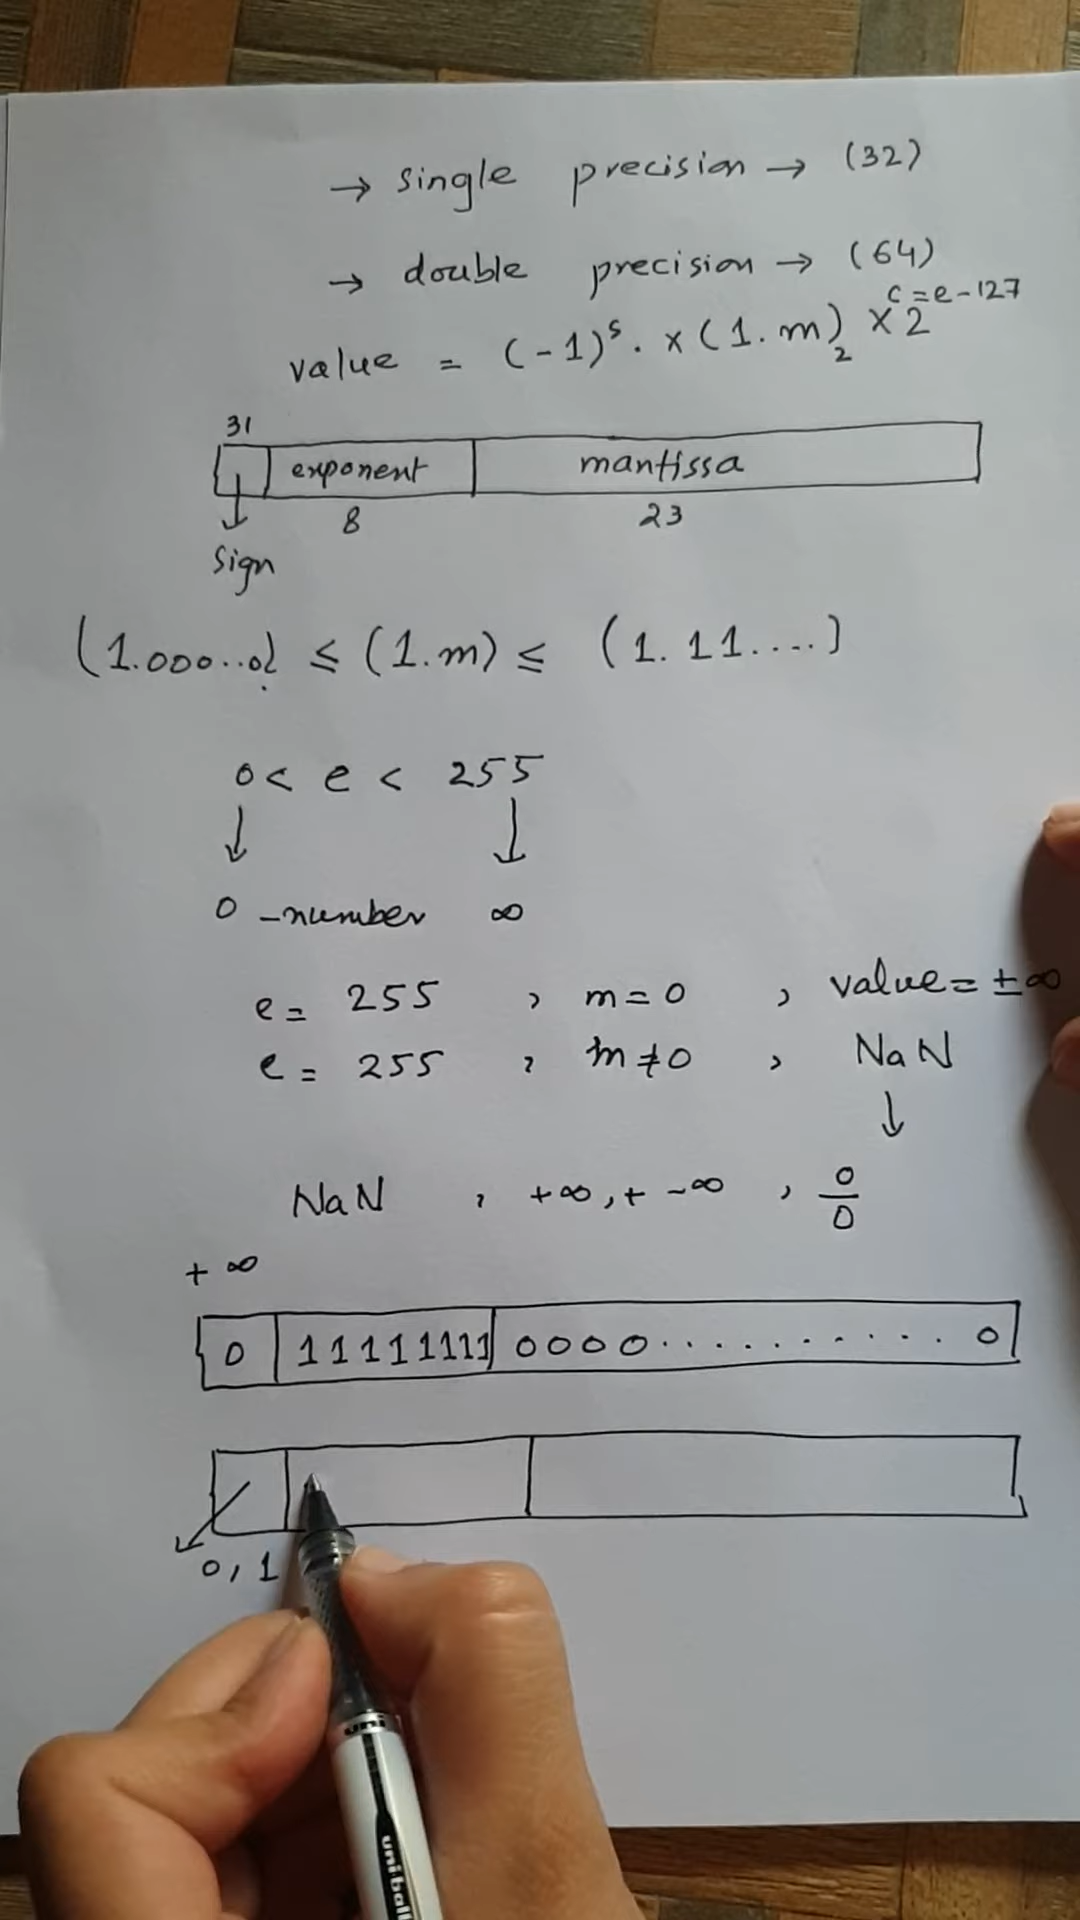 → single precision → (32)
→ double precision → (64)
value = (-1)ˢ. × (1.m)₂ × 2^c=e-127
31
exponent mantissa
8 23
sign
(1.000..0) ≤ (1.m) ≤ (1.11....)
0 < e < 255
↓ ↓
0 -number ∞
e = 255 , m = 0 , value = ±∞
e = 255 , m ≠ 0 , NaN
↓
NaN , +∞, + -∞ , 0/0
+ ∞
0 11111111 0000.......... 0
0, 1
uni
uniball